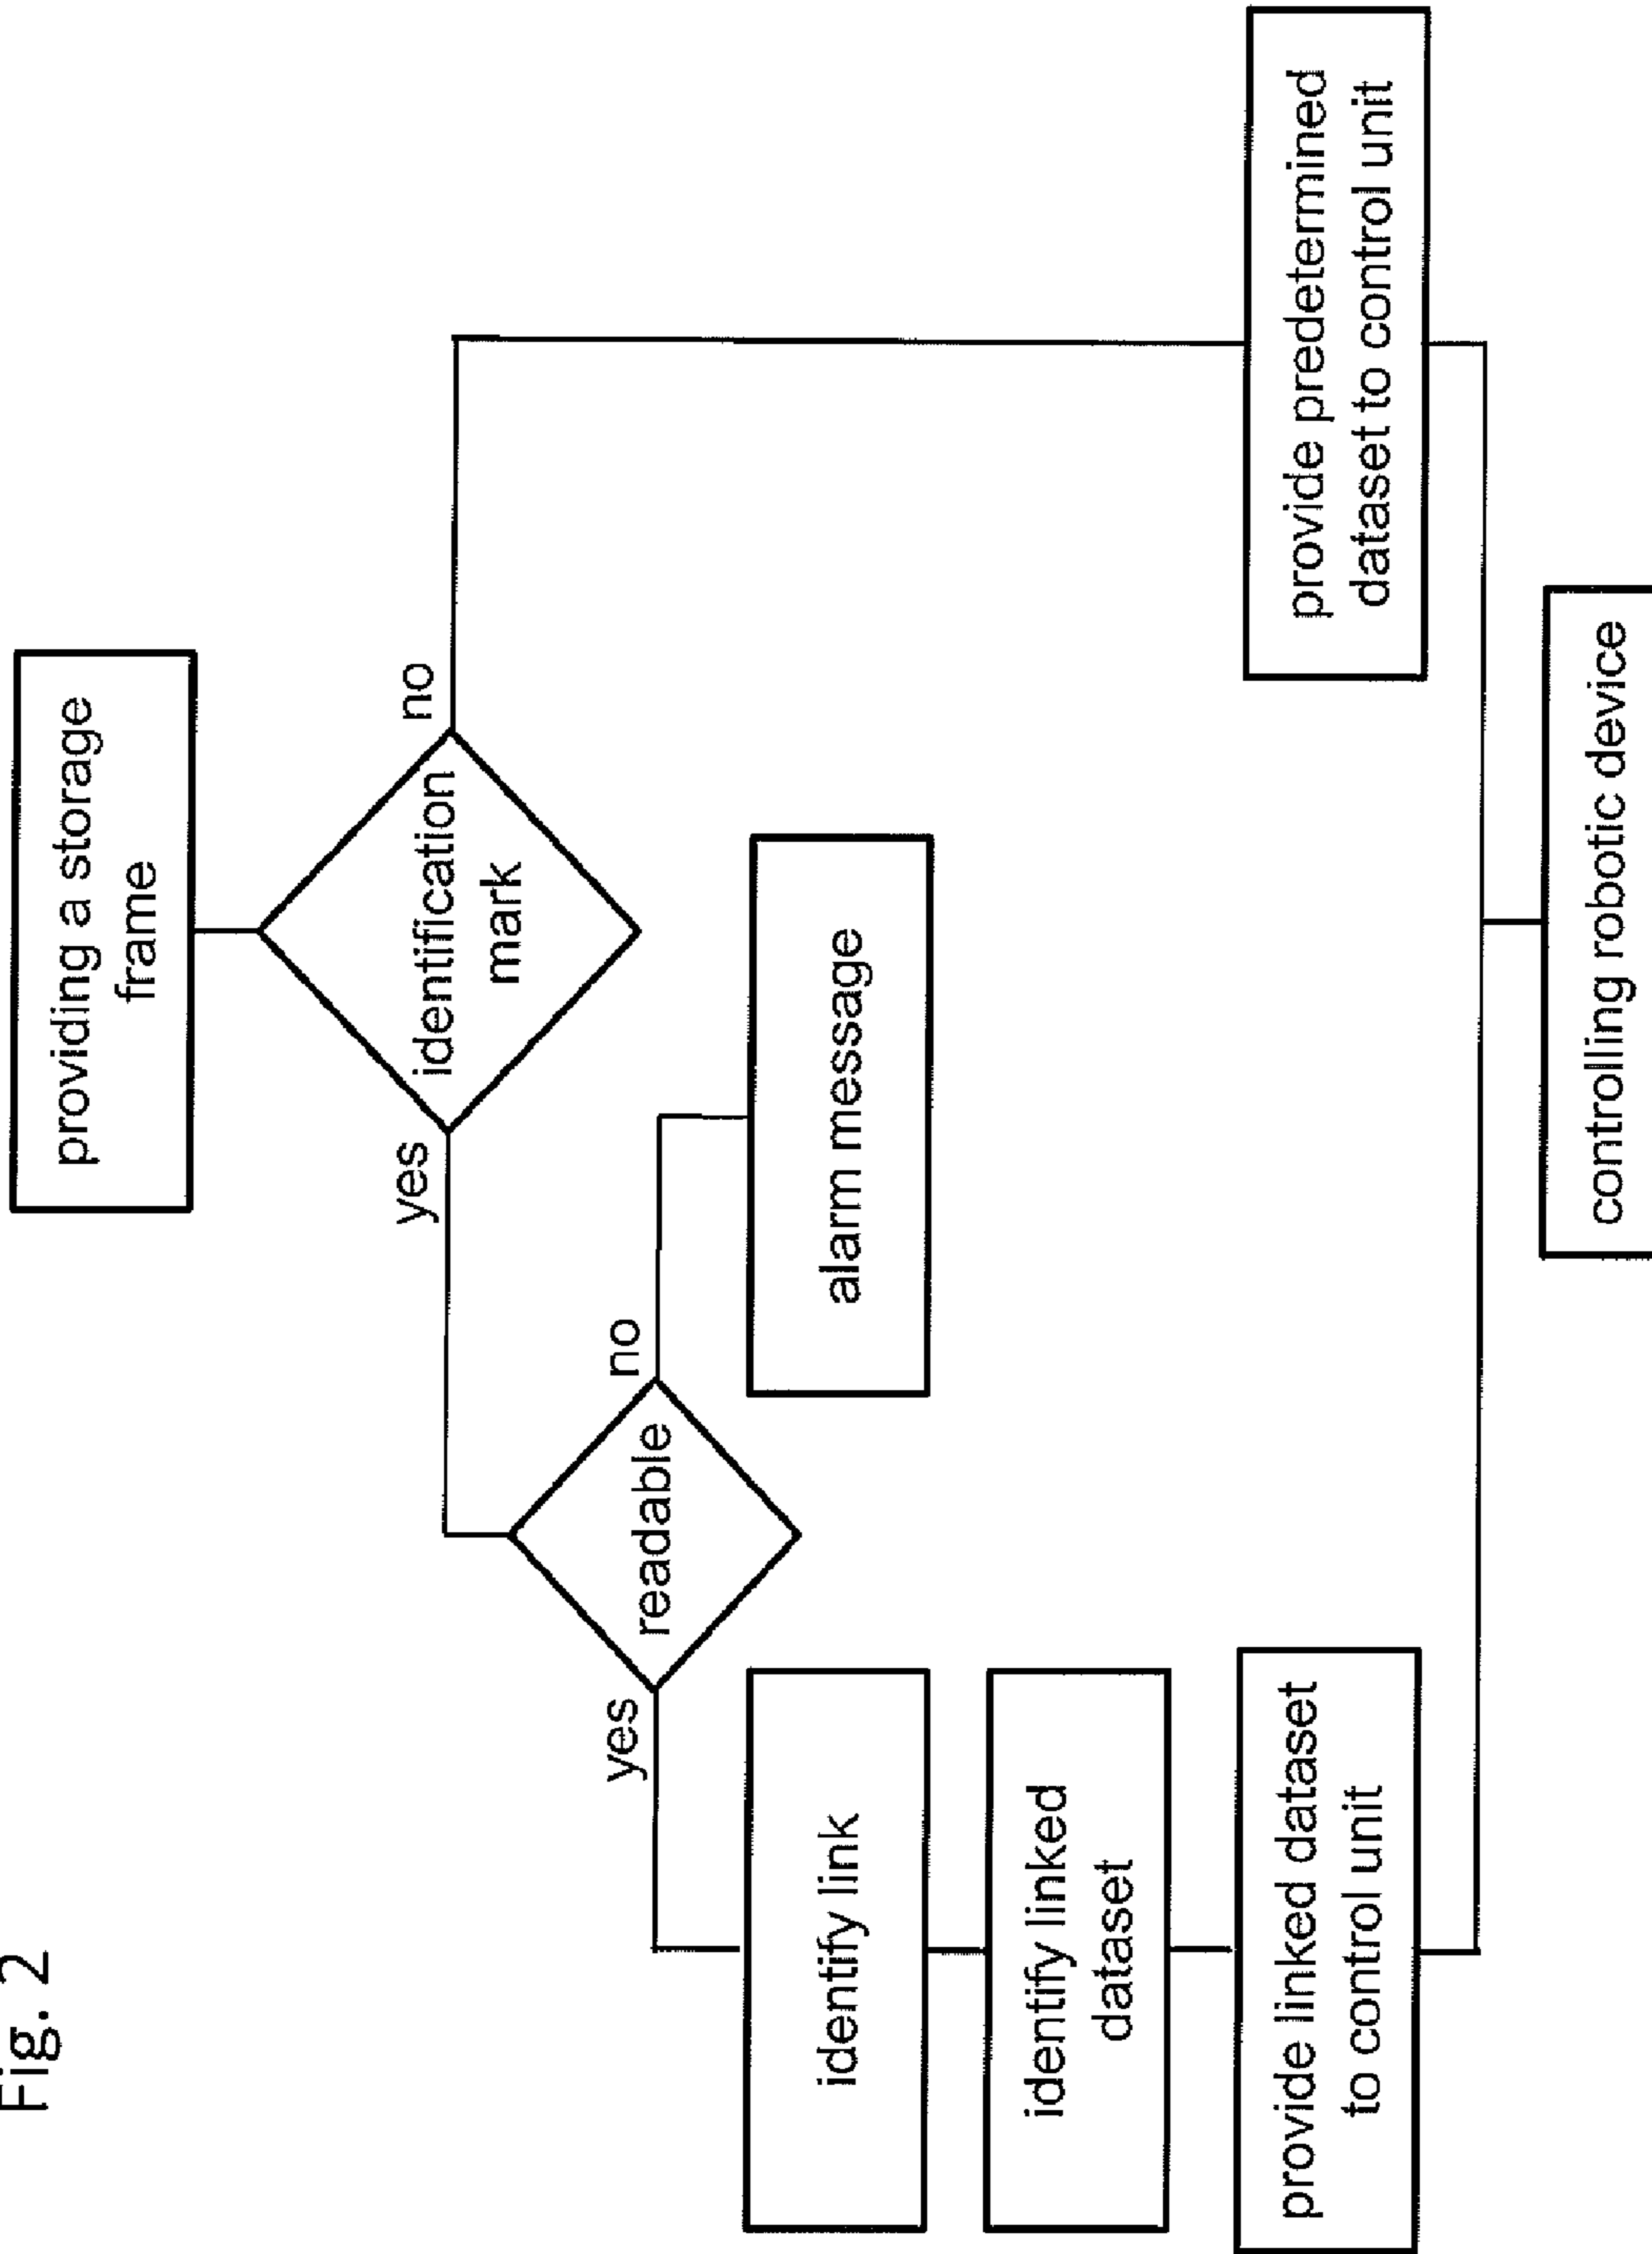 Fig. 2
providing a storage
frame
identification
mark
yes
no
readable
yes
no
alarm message
identify link
identify linked
dataset
provide linked dataset
to control unit
provide predetermined
dataset to control unit
controlling robotic device